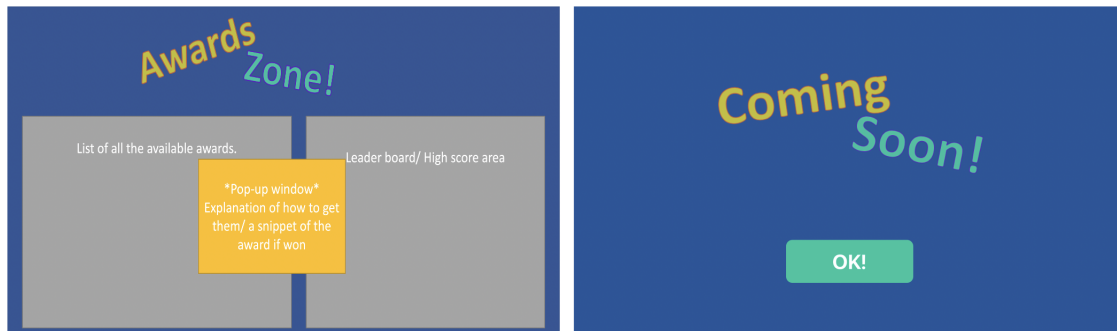 Awards
Zone!
List of all the available awards.
Leader board/ High score area
*Pop-up window*
Explanation of how to get
them/ a snippet of the
award if won
Coming
Soon!
OK!